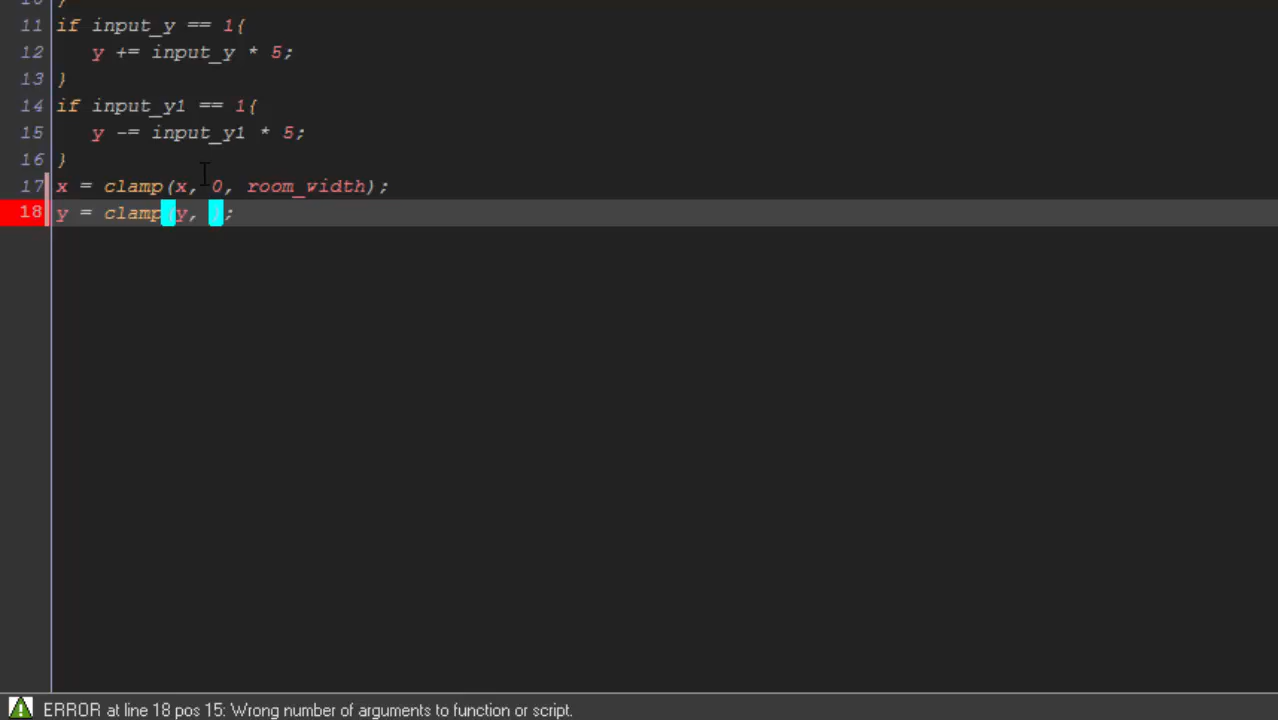 10 }
11 if input_y == 1{
12 y += input_y * 5;
13 }
14 if input_y1 == 1{
15 y -= input_y1 * 5;
16 }
17 x = clamp(x, 0, room_width);
18 y = clamp(y, );
ERROR at line 18 pos 15: Wrong number of arguments to function or script.